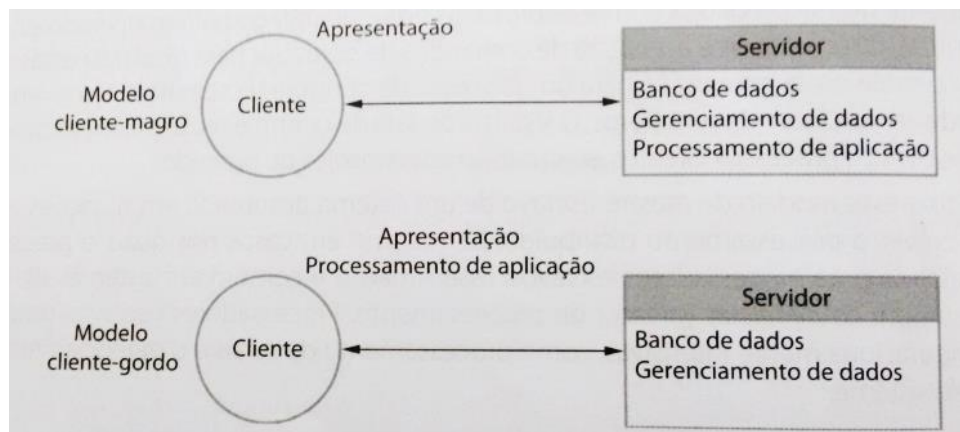 Apresentação
Modelo
cliente-magro
Cliente
Servidor
Banco de dados
Gerenciamento de dados
Processamento de aplicação
Apresentação
Processamento de aplicação
Modelo
cliente-gordo
Cliente
Servidor
Banco de dados
Gerenciamento de dados